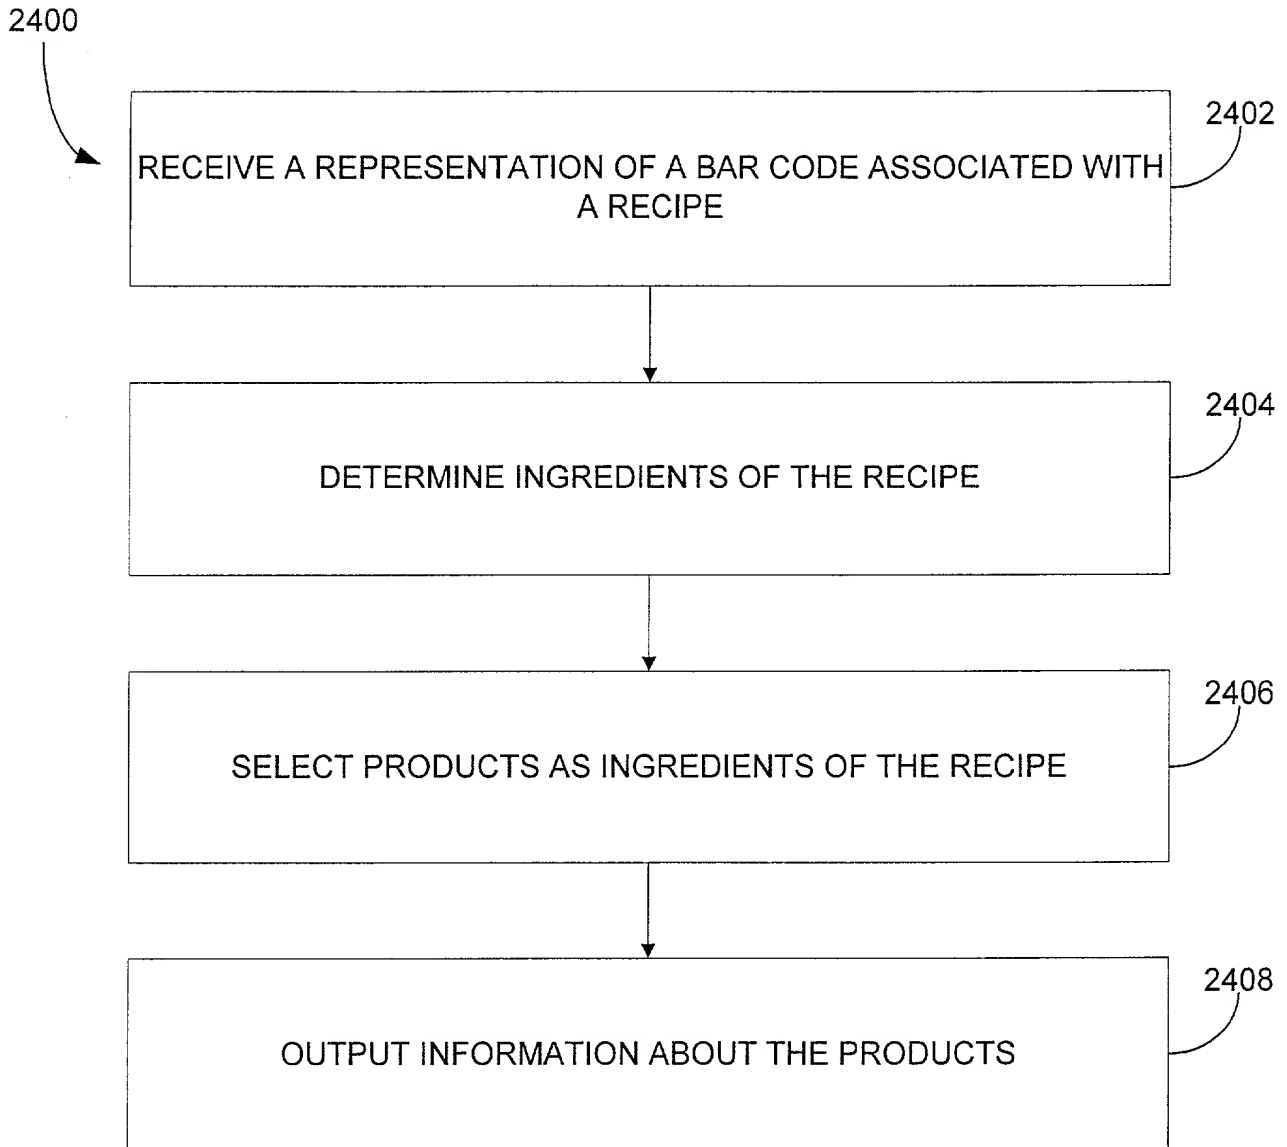 2400
2402
RECEIVE A REPRESENTATION OF A BAR CODE ASSOCIATED WITH
A RECIPE
2404
DETERMINE INGREDIENTS OF THE RECIPE
2406
SELECT PRODUCTS AS INGREDIENTS OF THE RECIPE
2408
OUTPUT INFORMATION ABOUT THE PRODUCTS